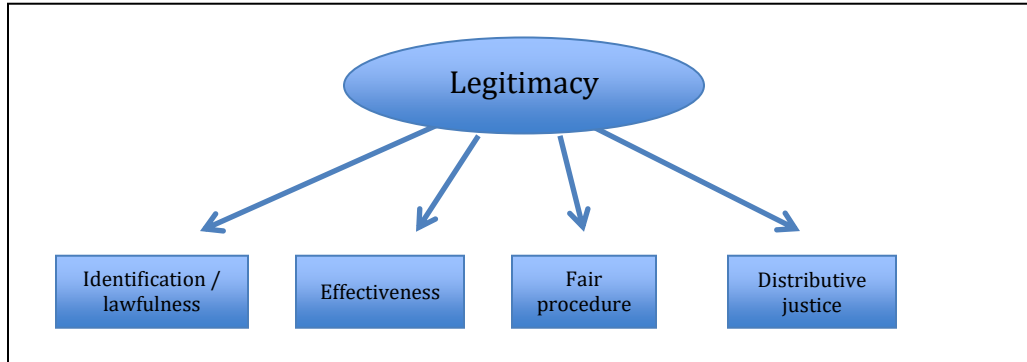 Legitimacy
Identification /
lawfulness
Effectiveness
Fair
procedure
Distributive
justice